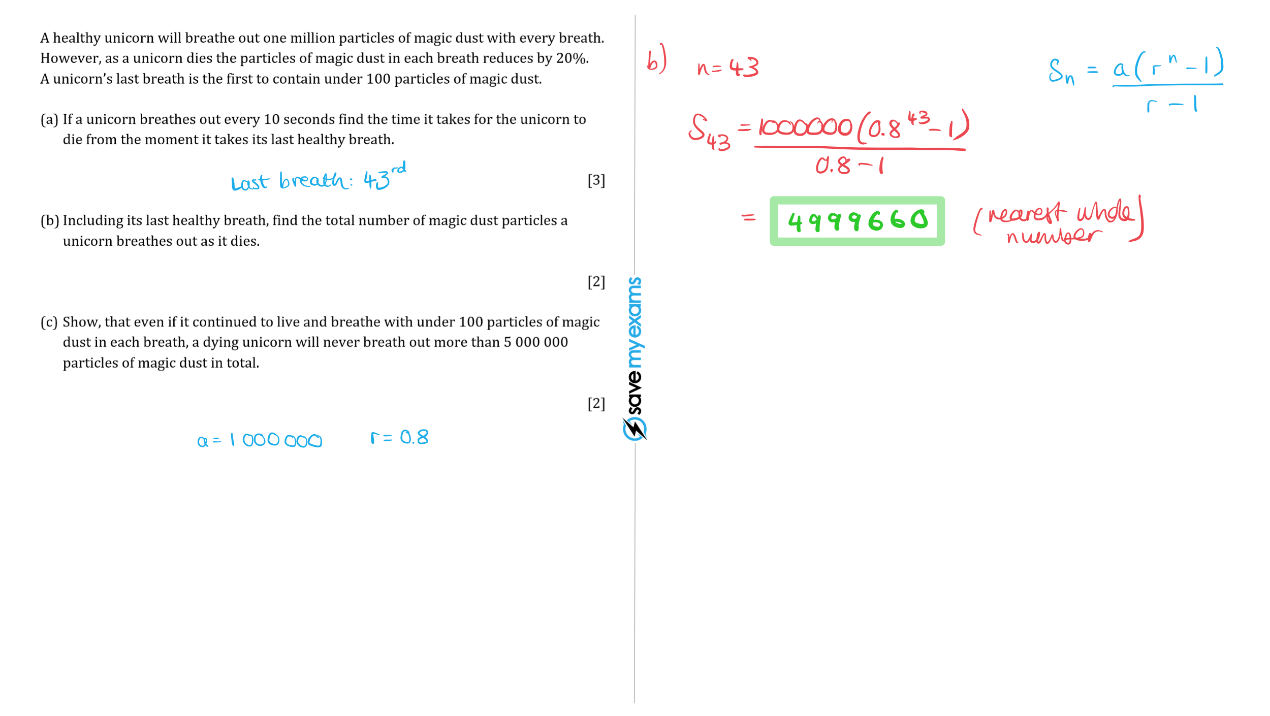 A healthy unicorn will breathe out one million particles of magic dust with every breath.
However, as a unicorn dies the particles of magic dust in each breath reduces by 20%.
A unicorn's last breath is the first to contain under 100 particles of magic dust.
(a) If a unicorn breathes out every 10 seconds find the time it takes for the unicorn to
die from the moment it takes its last healthy breath.
Last breath: 43rd
[3]
(b) Including its last healthy breath, find the total number of magic dust particles a
unicorn breathes out as it dies.
[2]
(c) Show, that even if it continued to live and breathe with under 100 particles of magic
dust in each breath, a dying unicorn will never breath out more than 5 000 000
particles of magic dust in total.
[2]
a = 1 000 000 r = 0.8
save my exams
b) n = 43
Sₙ = a(rⁿ - 1)
r - 1
S₄₃ = 1000000(0.8⁴³ - 1)
0.8 - 1
= 4999660 (nearest whole
number)